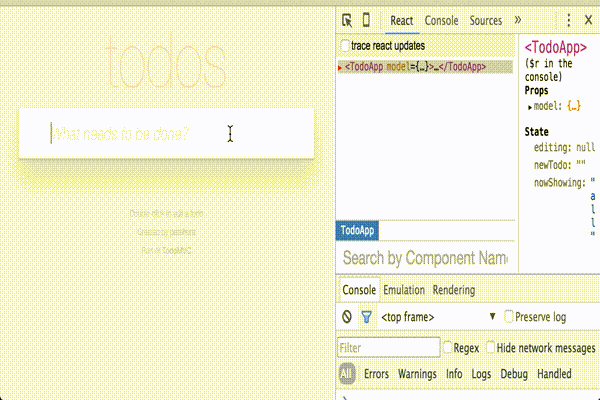 todos
What needs to be done?
Double-click to edit a todo
Created by petehunt
Part of TodoMVC
React Console Sources »
trace react updates
▶ <TodoApp model={…}>…</TodoApp>
TodoApp
Search by Component Nam
<TodoApp>
($r in the
console)
Props
▶ model: {…}
State
editing: null
newTodo: ""
nowShowing: "
a
l
l
"
Console Emulation Rendering
<top frame> ▼ Preserve log
Filter Regex Hide network messages
All Errors Warnings Info Logs Debug Handled